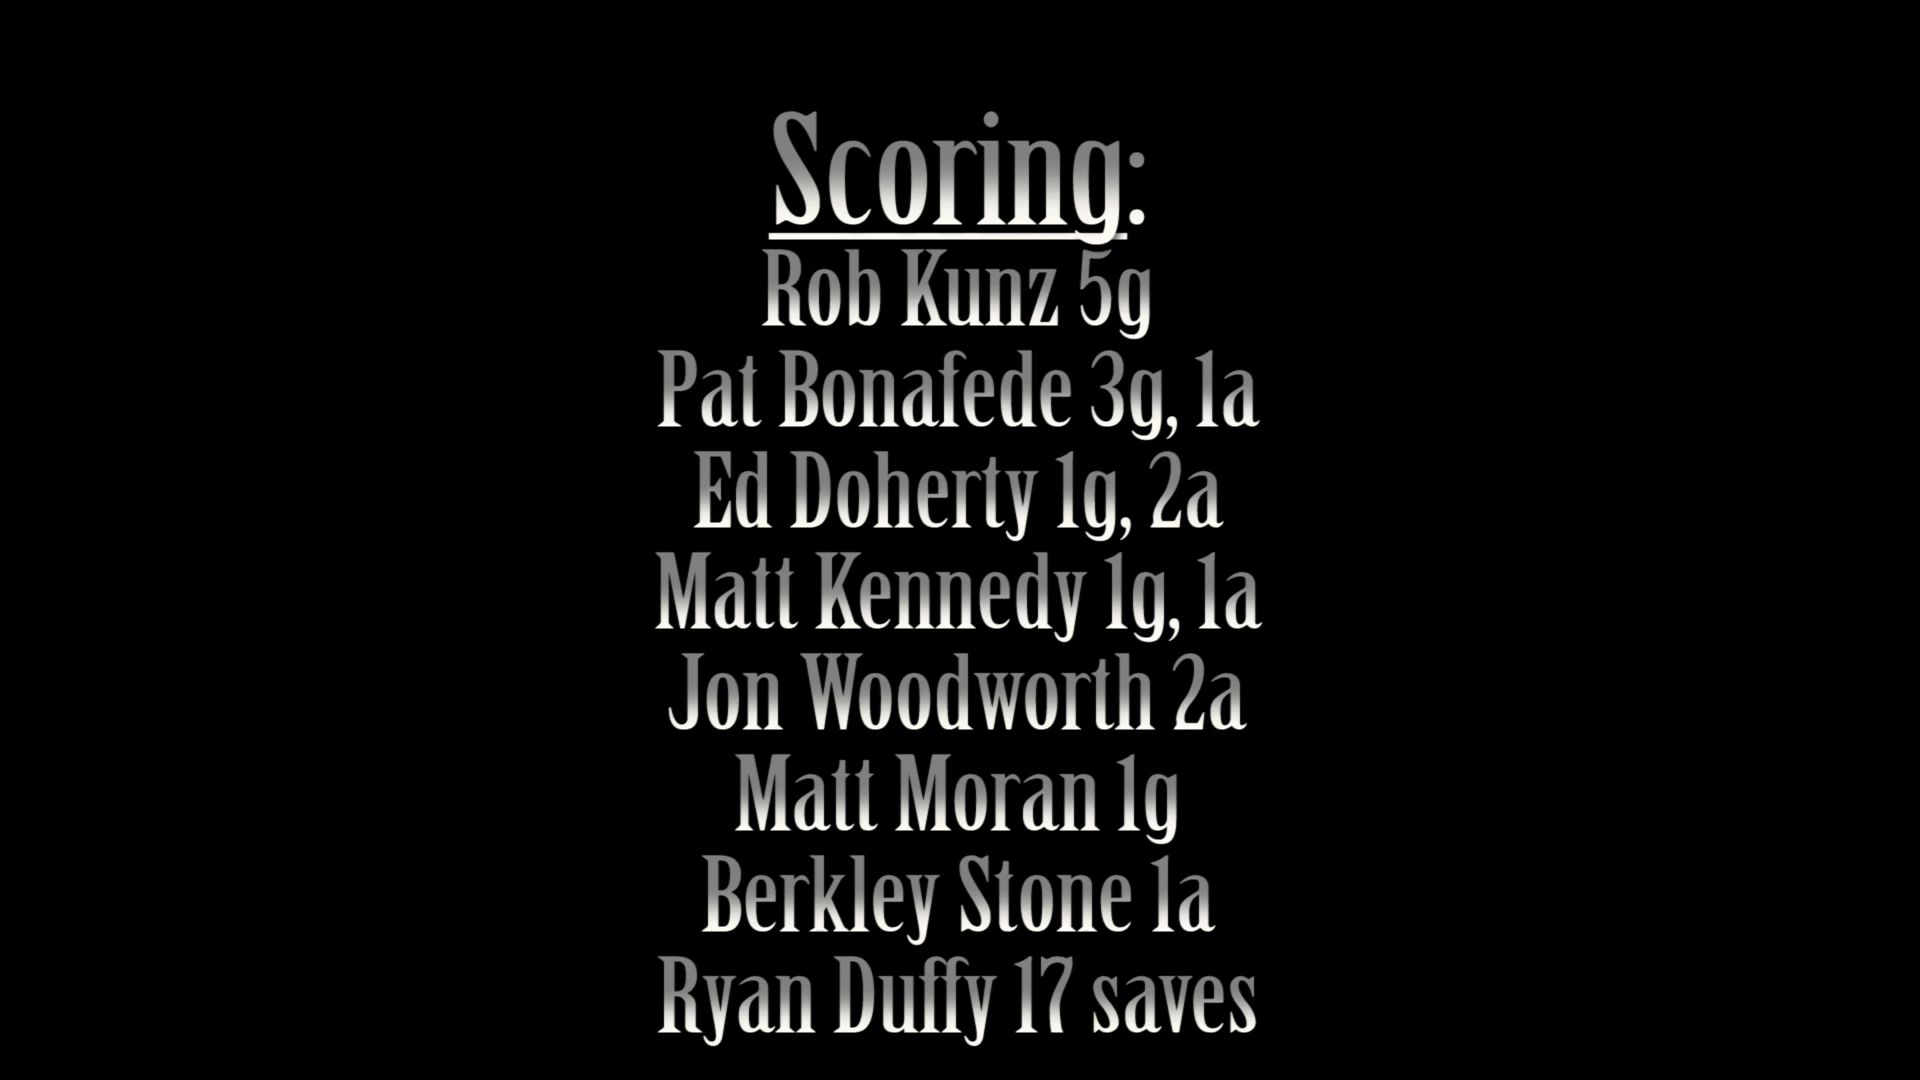 Scoring:
Rob Kunz 5g
Pat Bonafede 3g, 1a
Ed Doherty 1g, 2a
Matt Kennedy 1g, 1a
Jon Woodworth 2a
Matt Moran 1g
Berkley Stone 1a
Ryan Duffy 17 saves